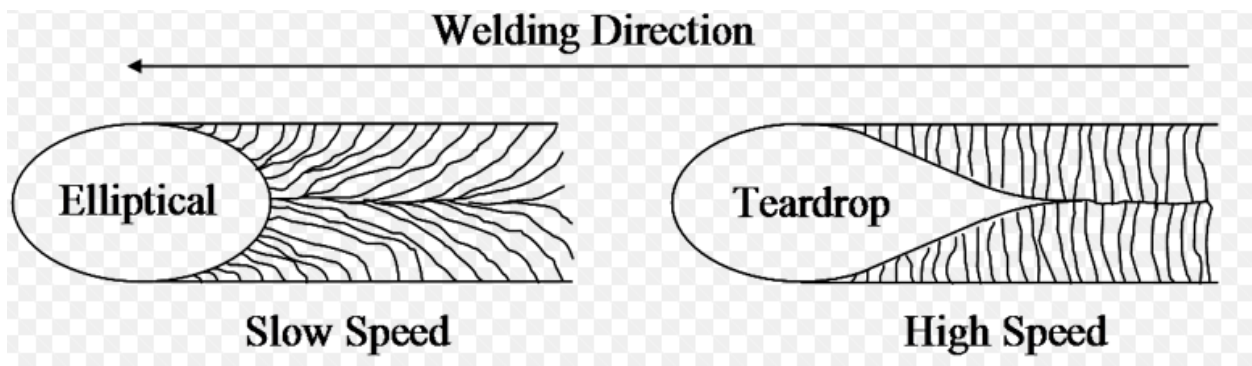 Welding Direction
Elliptical
Teardrop
Slow Speed
High Speed